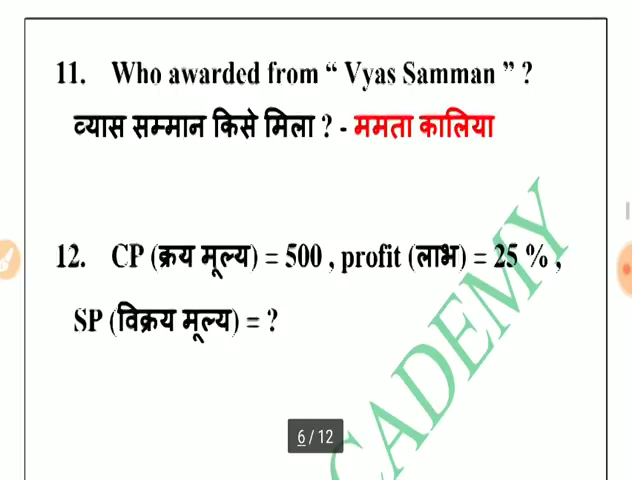 11. Who awarded from “ Vyas Samman ” ?
व्यास सम्मान किसे मिला ? - ममता कालिया
12. CP (क्रय मूल्य) = 500 , profit (लाभ) = 25 % ,
SP (विक्रय मूल्य) = ?
6 / 12
CADEMY